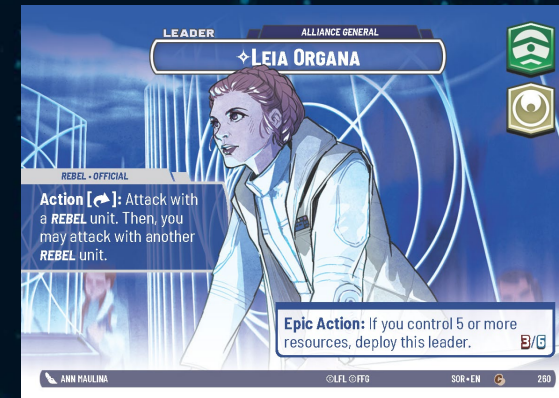 LEADER
ALLIANCE GENERAL
LEIA ORGANA
REBEL • OFFICIAL
Action [ ]: Attack with
a REBEL unit. Then, you
may attack with another
REBEL unit.
Epic Action: If you control 5 or more
resources, deploy this leader.
3/6
ANN MAULINA
©LFL ©FFG
SOR • EN
C
260